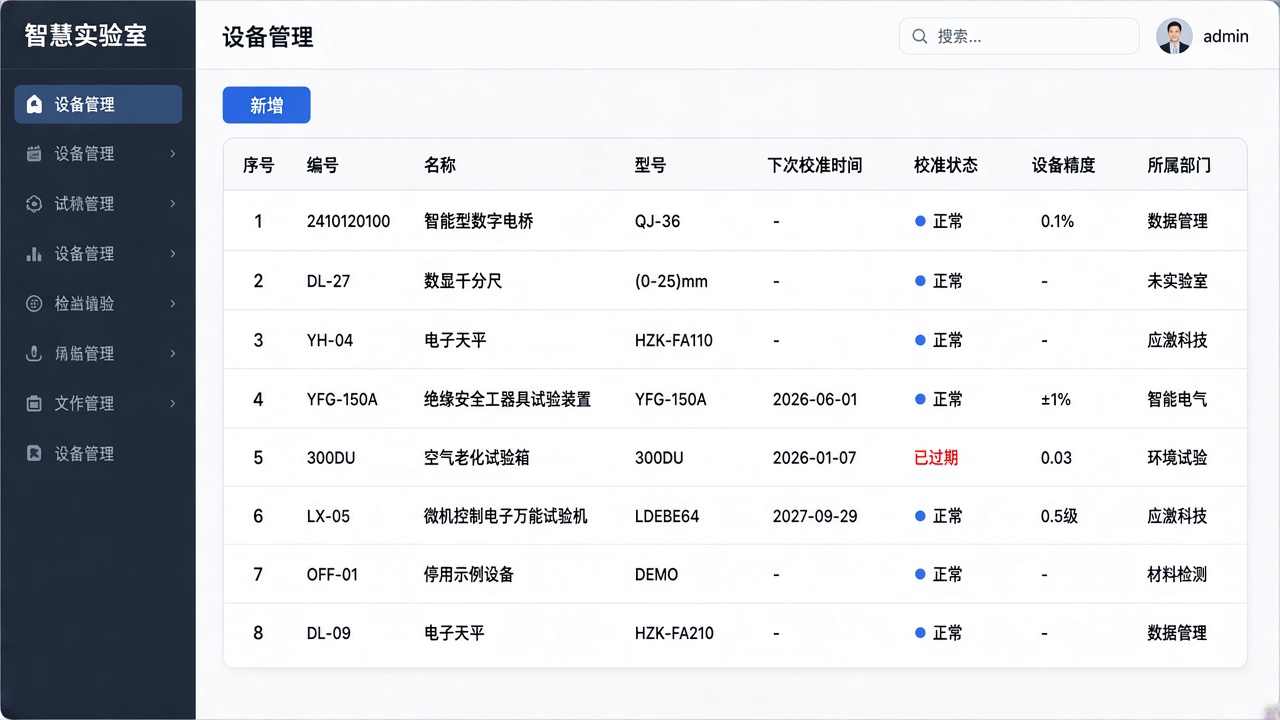 智慧实验室
设备管理
搜索...
admin
设备管理
设备管理
管理
设备管理
管理
文作管理
设备管理
新增
序号 编号 名称 型号 下次校准时间 校准状态 设备精度 所属部门
1 2410120100 智能型数字电桥 QJ-36 - 正常 0.1% 数据管理
2 DL-27 数显千分尺 (0-25)mm - 正常 - 未实验室
3 YH-04 电子天平 HZK-FA110 - 正常 - 应激科技
4 YFG-150A 绝缘安全工器具试验装置 YFG-150A 2026-06-01 正常 ±1% 智能电气
5 300DU 空气老化试验箱 300DU 2026-01-07 已过期 0.03 环境试验
6 LX-05 微机控制电子万能试验机 LDEBE64 2027-09-29 正常 0.5级 应激科技
7 OFF-01 停用示例设备 DEMO - 正常 - 材料检测
8 DL-09 电子天平 HZK-FA210 - 正常 - 数据管理